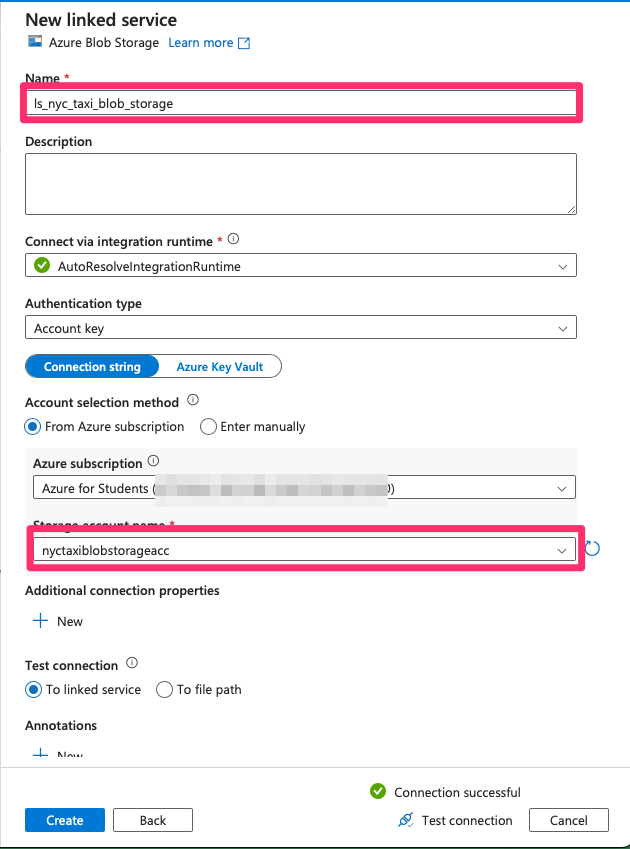 New linked service
Azure Blob Storage Learn more
Name *
ls_nyc_taxi_blob_storage
Description
Connect via integration runtime *
AutoResolveIntegrationRuntime
Authentication type
Account key
Connection string Azure Key Vault
Account selection method
From Azure subscription Enter manually
Azure subscription
Azure for Students ( )
Storage account name *
nyctaxiblobstorageacc
Additional connection properties
New
Test connection
To linked service To file path
Annotations
New
Connection successful
Create Back Test connection Cancel